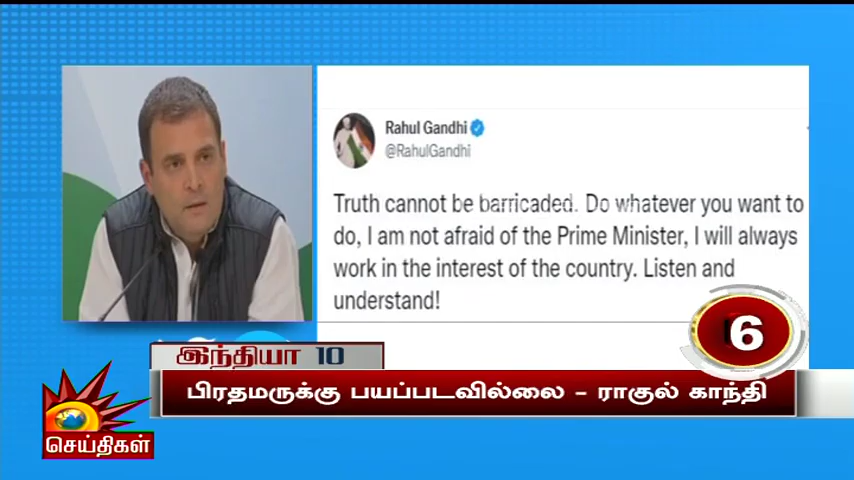 Rahul Gandhi
@RahulGandhi
Truth cannot be barricaded. Do whatever you want to
do, I am not afraid of the Prime Minister, I will always
work in the interest of the country. Listen and
understand!
6
இந்தியா 10
பிரதமருக்கு பயப்படவில்லை - ராகுல் காந்தி
செய்திகள்